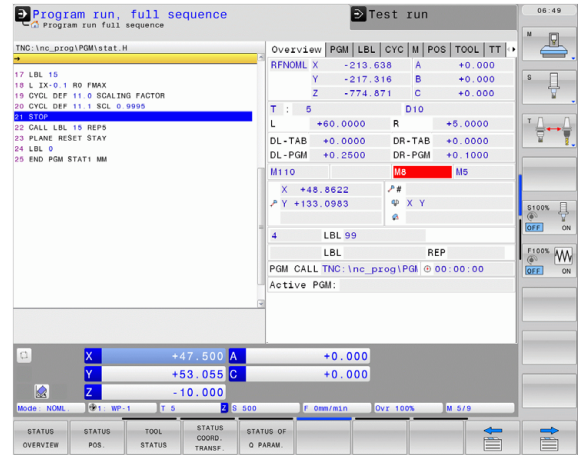 Program run, full sequence
Program run full sequence
Test run
06:49
TNC:\nc_prog\PGM\stat.H
→
17 LBL 15
18 L IX-0.1 R0 FMAX
19 CYCL DEF 11.0 SCALING FACTOR
20 CYCL DEF 11.1 SCL 0.9995
21 STOP
22 CALL LBL 15 REP5
23 PLANE RESET STAY
24 LBL 0
25 END PGM STAT1 MM
Overview PGM LBL CYC M POS TOOL TT
RFNOML X -213.638 A +0.000
Y -217.316 B +0.000
Z -774.871 C +0.000
T : 5 D10
L +60.0000 R +5.0000
DL-TAB +0.0000 DR-TAB +0.0000
DL-PGM +0.2500 DR-PGM +0.1000
M110 M8 M5
X +48.8622 #
Y +133.0983 X Y
4 LBL 99
LBL REP
PGM CALL TNC:\nc_prog\PGM 00:00:00
Active PGM:
M
S
T
S100%
OFF ON
F100%
OFF ON
X +47.500 A +0.000
Y +53.055 C +0.000
Z -10.000
Mode: NOML. 1: WP-1 T 5 Z S 500 F 0mm/min Ovr 100% M 5/9
STATUS OVERVIEW
STATUS POS.
TOOL STATUS
STATUS COORD. TRANSF.
STATUS OF Q PARAM.